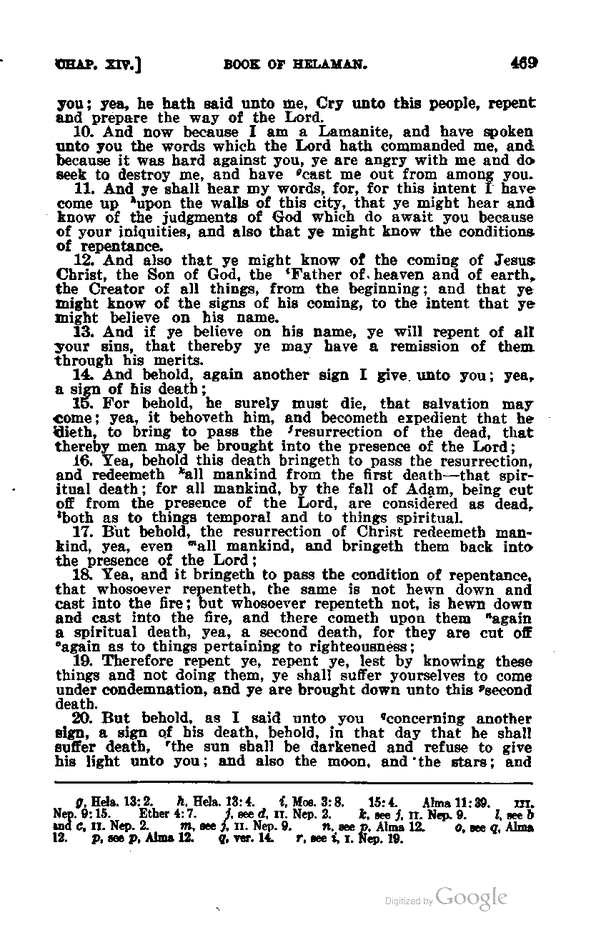 CHAP. XIV.] BOOK OF HELAMAN. 469
you; yea, he hath said unto me, Cry unto this people, repent
and prepare the way of the Lord.
10. And now because I am a Lamanite, and have spoken
unto you the words which the Lord hath commanded me, and
because it was hard against you, ye are angry with me and do
seek to destroy me, and have ᵍcast me out from among you.
11. And ye shall hear my words, for, for this intent I have
come up ʰupon the walls of this city, that ye might hear and
know of the judgments of God which do await you because
of your iniquities, and also that ye might know the conditions
of repentance.
12. And also that ye might know of the coming of Jesus
Christ, the Son of God, the ⁱFather of heaven and of earth,
the Creator of all things, from the beginning; and that ye
might know of the signs of his coming, to the intent that ye
might believe on his name.
13. And if ye believe on his name, ye will repent of all
your sins, that thereby ye may have a remission of them
through his merits.
14. And behold, again another sign I give unto you; yea,
a sign of his death;
15. For behold, he surely must die, that salvation may
come; yea, it behoveth him, and becometh expedient that he
dieth, to bring to pass the ʲresurrection of the dead, that
thereby men may be brought into the presence of the Lord;
16. Yea, behold this death bringeth to pass the resurrection,
and redeemeth ᵏall mankind from the first death—that spir-
itual death; for all mankind, by the fall of Adam, being cut
off from the presence of the Lord, are considered as dead,
ˡboth as to things temporal and to things spiritual.
17. But behold, the resurrection of Christ redeemeth man-
kind, yea, even ᵐall mankind, and bringeth them back into
the presence of the Lord;
18. Yea, and it bringeth to pass the condition of repentance,
that whosoever repenteth, the same is not hewn down and
cast into the fire; but whosoever repenteth not, is hewn down
and cast into the fire, and there cometh upon them ⁿagain
a spiritual death, yea, a second death, for they are cut off
ᵒagain as to things pertaining to righteousness;
19. Therefore repent ye, repent ye, lest by knowing these
things and not doing them, ye shall suffer yourselves to come
under condemnation, and ye are brought down unto this ᵖsecond
death.
20. But behold, as I said unto you qconcerning another
sign, a sign of his death, behold, in that day that he shall
suffer death, ʳthe sun shall be darkened and refuse to give
his light unto you; and also the moon, and the stars; and
g, Hela. 13:2. h, Hela. 13:4. i, Mos. 3:8. 15:4. Alma 11:39. III.
Nep. 9:15. Ether 4:7. j, see d, II. Nep. 2. k, see j, II. Nep. 9. l, see b
and c, II. Nep. 2. m, see j, II. Nep. 9. n, see p, Alma 12. o, see q, Alma
12. p, see p, Alma 12. q, ver. 14. r, see i, I. Nep. 19.
Digitized by Google